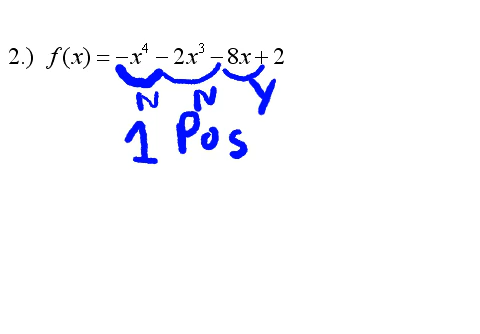 2.) f(x) = −x⁴ − 2x³ − 8x + 2
N N Y
1 Pos